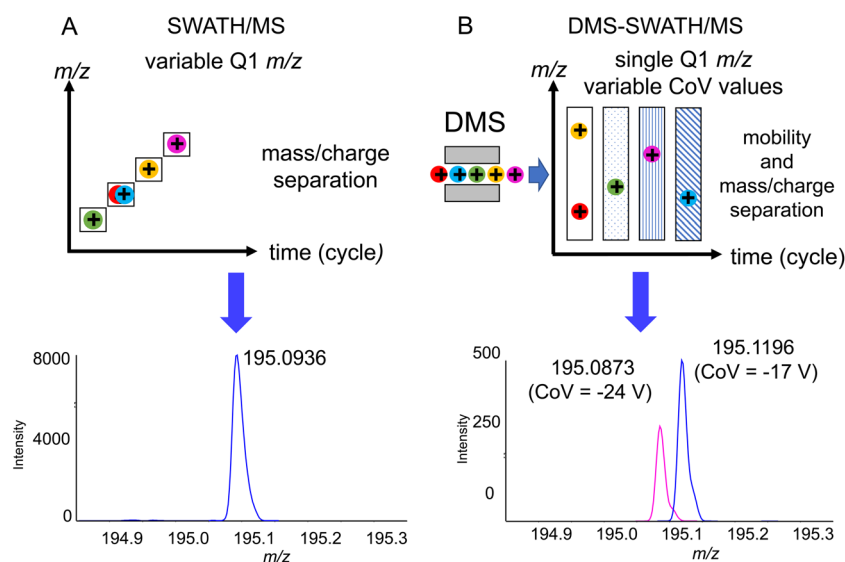 A
SWATH/MS
variable Q1 m/z
m/z
+
+
+
+
mass/charge
separation
time (cycle)
8000
195.0936
Intensity
4000
0
194.9
195.0
195.1
195.2
195.3
m/z
B
DMS-SWATH/MS
single Q1 m/z
variable CoV values
m/z
DMS
+ + + + +
+
+
+
+
+
mobility
and
mass/charge
separation
time (cycle)
500
195.0873
(CoV = -24 V)
195.1196
(CoV = -17 V)
250
Intensity
0
194.9
195.0
195.1
195.2
195.3
m/z